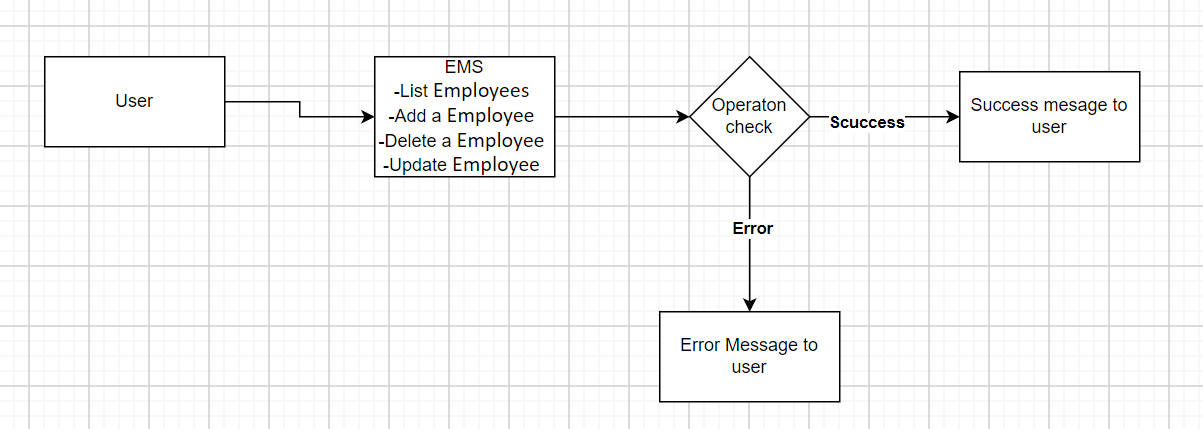 User
EMS
-List Employees
-Add a Employee
-Delete a Employee
-Update Employee
Operaton
check
Scuccess
Success mesage to
user
Error
Error Message to
user